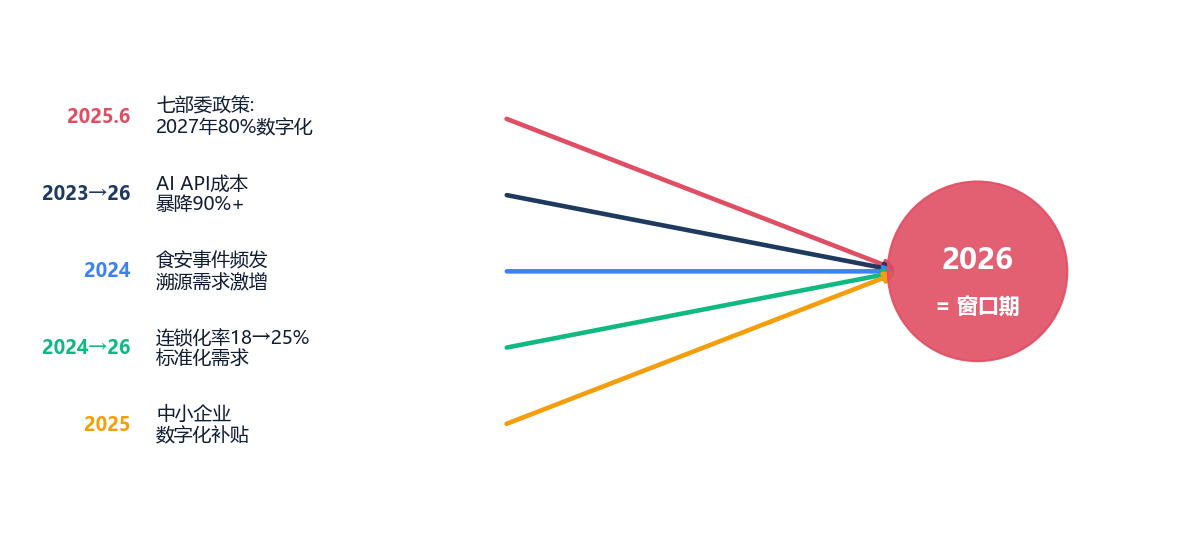 2025.6
七部委政策:
2027年80%数字化
2023→26
AI API成本
暴降90%+
2024
食安事件频发
溯源需求激增
2024→26
连锁化率18→25%
标准化需求
2025
中小企业
数字化补贴
2026
= 窗口期